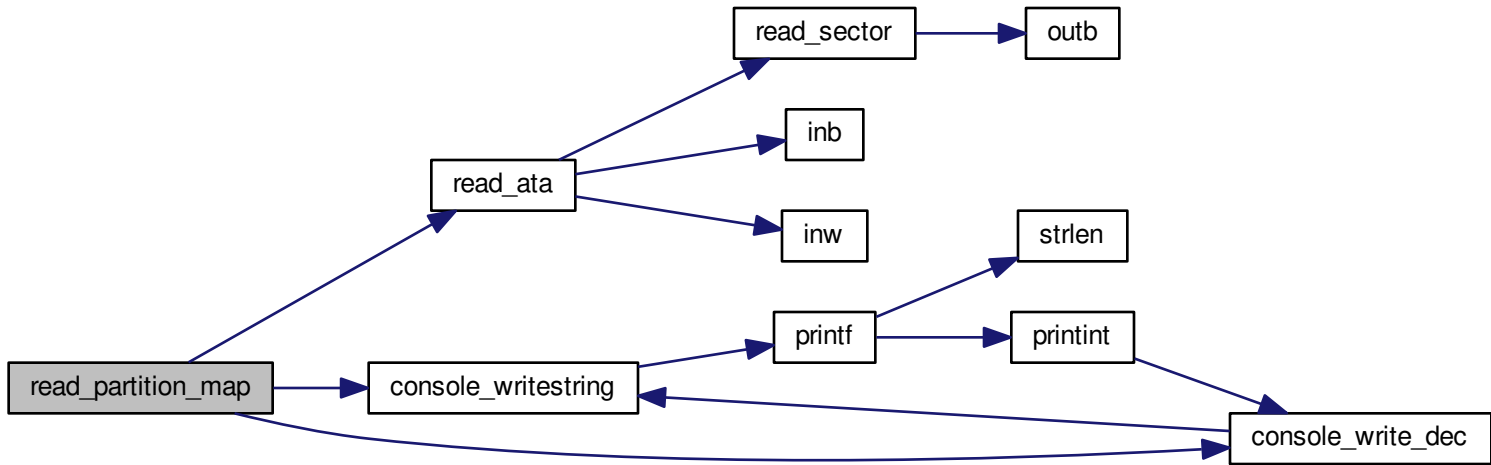 read_sector
outb
inb
read_ata
inw
strlen
printf
printint
read_partition_map
console_writestring
console_write_dec